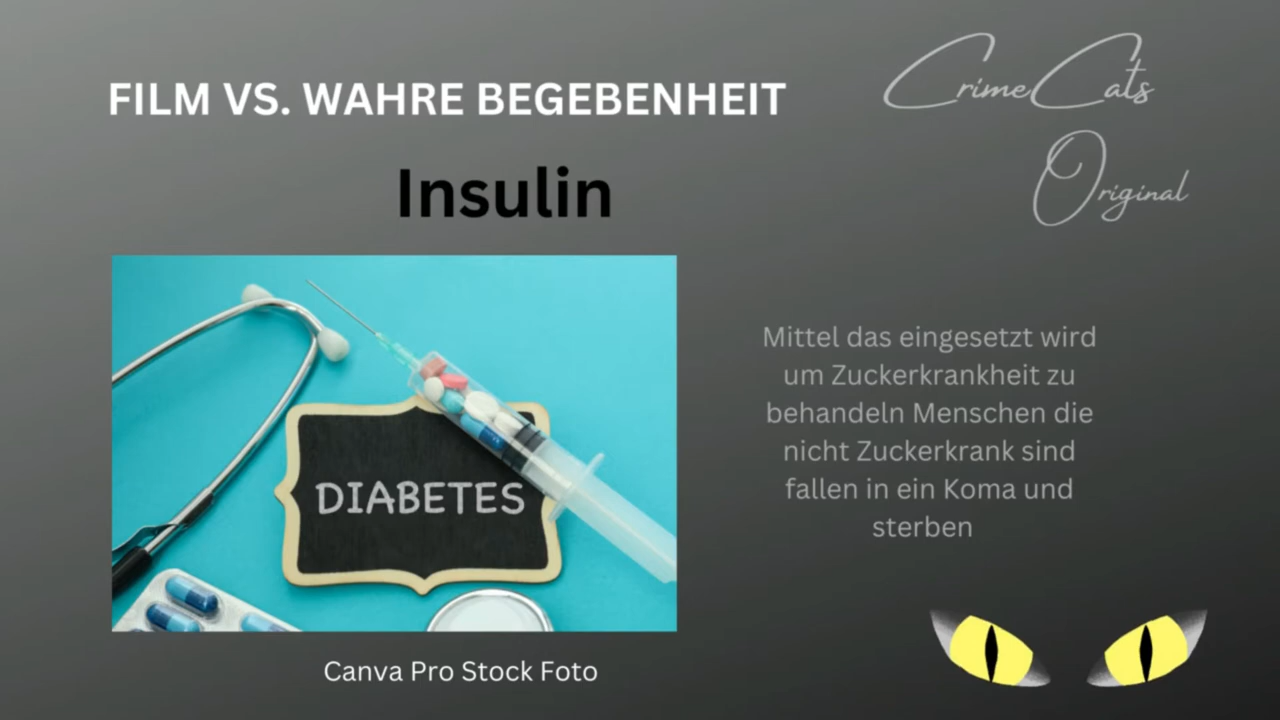 FILM VS. WAHRE BEGEBENHEIT
CrimeCats
Original
Insulin
DIABETES
Mittel das eingesetzt wird
um Zuckerkrankheit zu
behandeln Menschen die
nicht Zuckerkrank sind
fallen in ein Koma und
sterben
Canva Pro Stock Foto